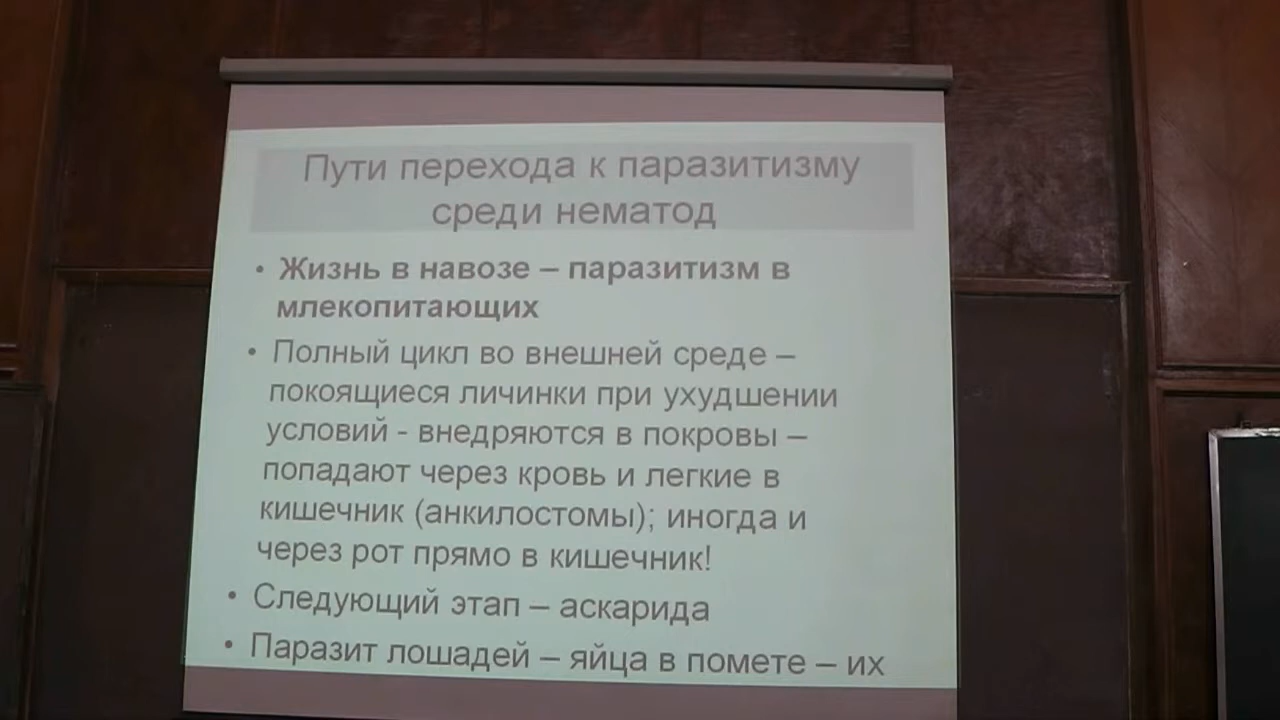 Пути перехода к паразитизму
среди нематод
• Жизнь в навозе – паразитизм в
млекопитающих
• Полный цикл во внешней среде –
покоящиеся личинки при ухудшении
условий - внедряются в покровы –
попадают через кровь и легкие в
кишечник (анкилостомы); иногда и
через рот прямо в кишечник!
• Следующий этап – аскарида
• Паразит лошадей – яйца в помете – их